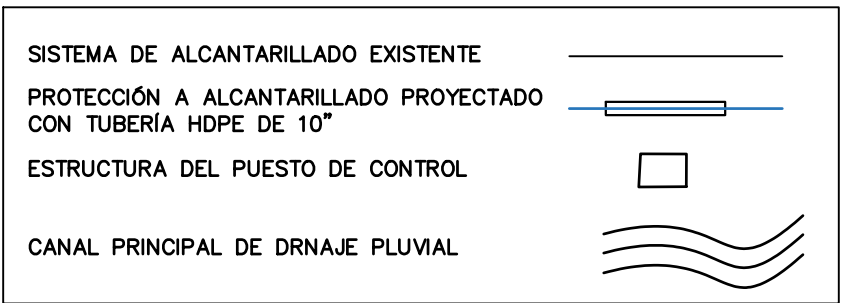 SISTEMA DE ALCANTARILLADO EXISTENTE
PROTECCIÓN A ALCANTARILLADO PROYECTADO
CON TUBERÍA HDPE DE 10"
ESTRUCTURA DEL PUESTO DE CONTROL
CANAL PRINCIPAL DE DRNAJE PLUVIAL